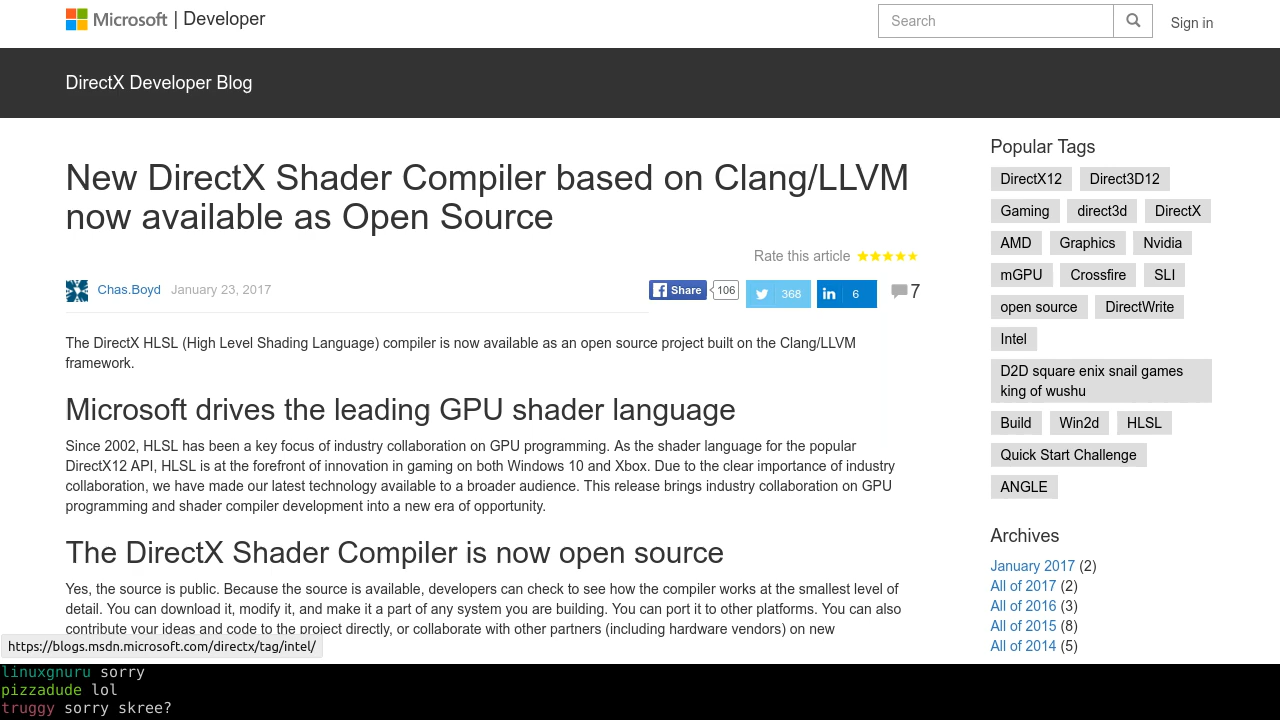 Microsoft | Developer
Search
Sign in
DirectX Developer Blog
New DirectX Shader Compiler based on Clang/LLVM
now available as Open Source
Rate this article
Chas.Boyd January 23, 2017
Share 106 368 6 7
The DirectX HLSL (High Level Shading Language) compiler is now available as an open source project built on the Clang/LLVM
framework.
Microsoft drives the leading GPU shader language
Since 2002, HLSL has been a key focus of industry collaboration on GPU programming. As the shader language for the popular
DirectX12 API, HLSL is at the forefront of innovation in gaming on both Windows 10 and Xbox. Due to the clear importance of industry
collaboration, we have made our latest technology available to a broader audience. This release brings industry collaboration on GPU
programming and shader compiler development into a new era of opportunity.
The DirectX Shader Compiler is now open source
Yes, the source is public. Because the source is available, developers can check to see how the compiler works at the smallest level of
detail. You can download it, modify it, and make it a part of any system you are building. You can port it to other platforms. You can also
contribute your ideas and code to the project directly, or collaborate with other partners (including hardware vendors) on new
Popular Tags
DirectX12 Direct3D12
Gaming direct3d DirectX
AMD Graphics Nvidia
mGPU Crossfire SLI
open source DirectWrite
Intel
D2D square enix snail games
king of wushu
Build Win2d HLSL
Quick Start Challenge
ANGLE
Archives
January 2017 (2)
All of 2017 (2)
All of 2016 (3)
All of 2015 (8)
All of 2014 (5)
https://blogs.msdn.microsoft.com/directx/tag/intel/
linuxgnuru sorry
pizzadude lol
truggy sorry skree?